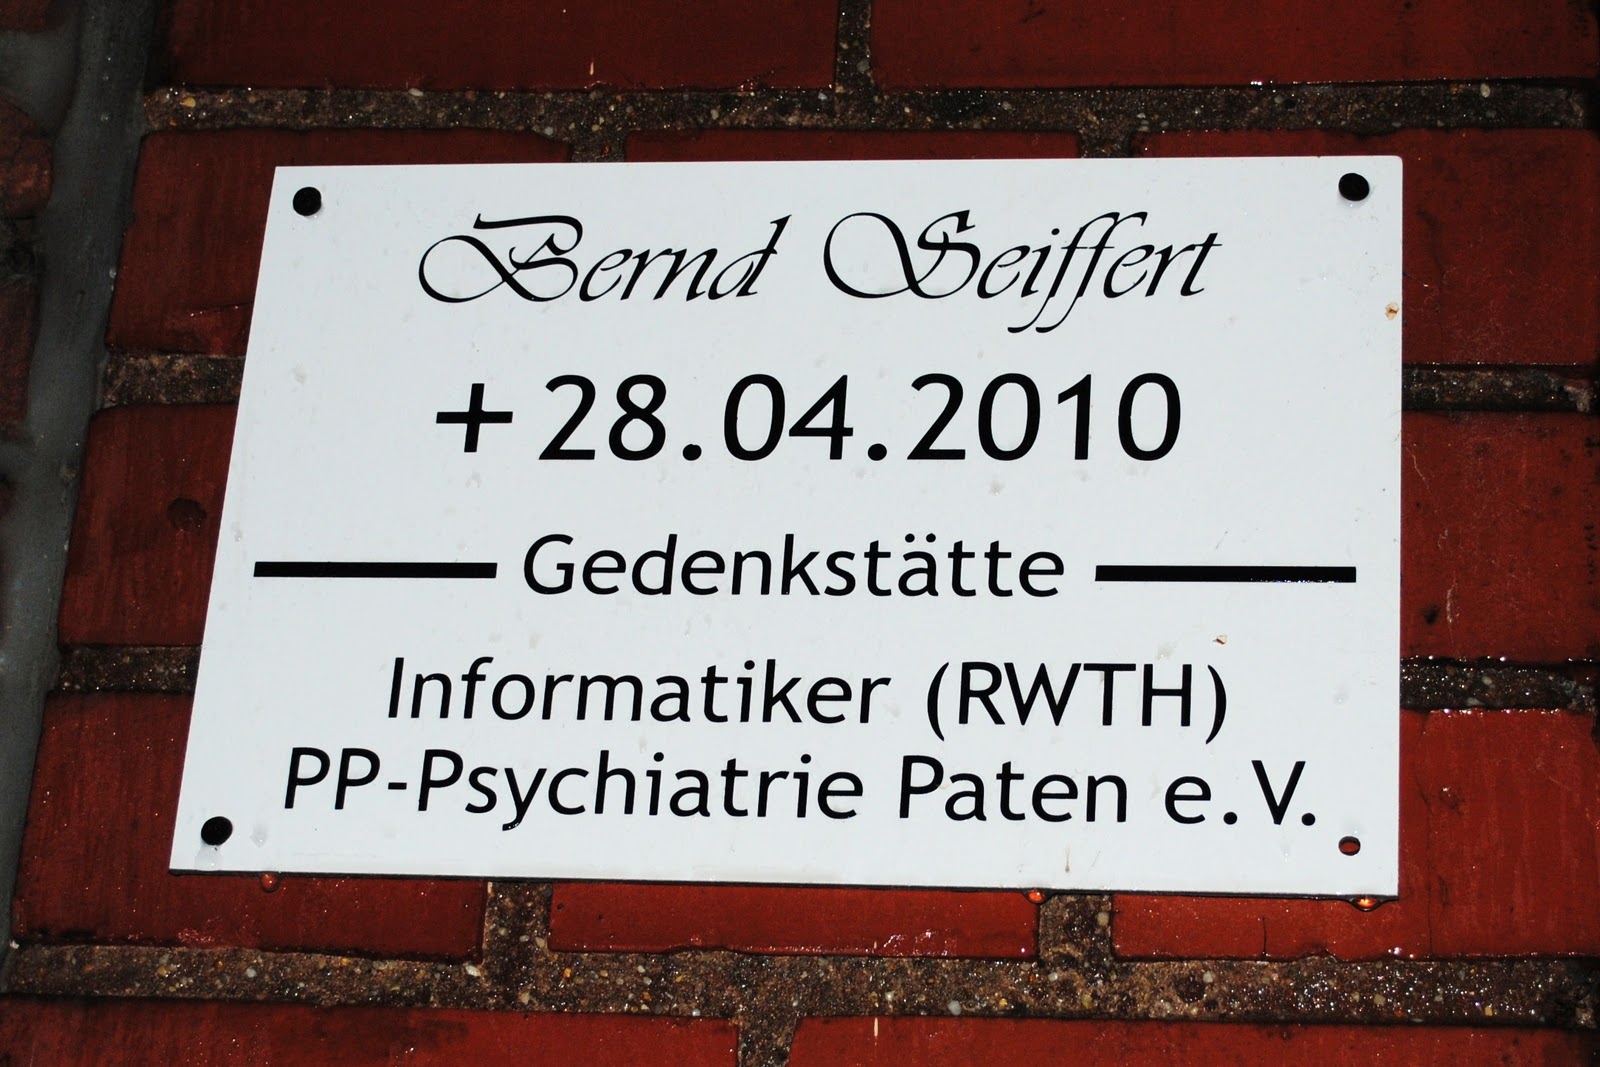 Bernd Seiffert
+ 28.04.2010
Gedenkstätte
Informatiker (RWTH)
PP-Psychiatrie Paten e.V.